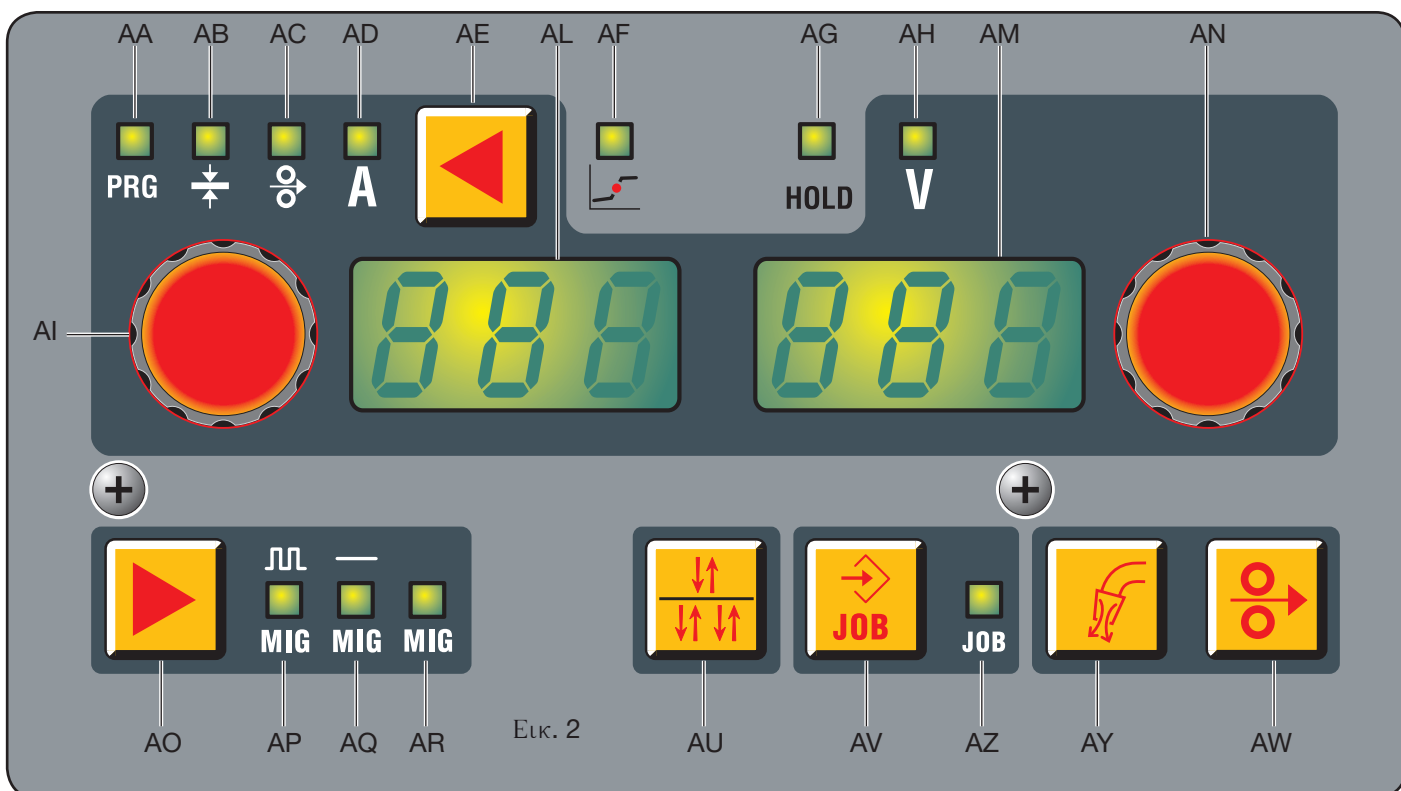 AA AB AC AD AE AL AF AG AH AM AN
PRG A HOLD V
AI
MIG MIG MIG JOB JOB
AO AP AQ AR Εικ. 2 AU AV AZ AY AW